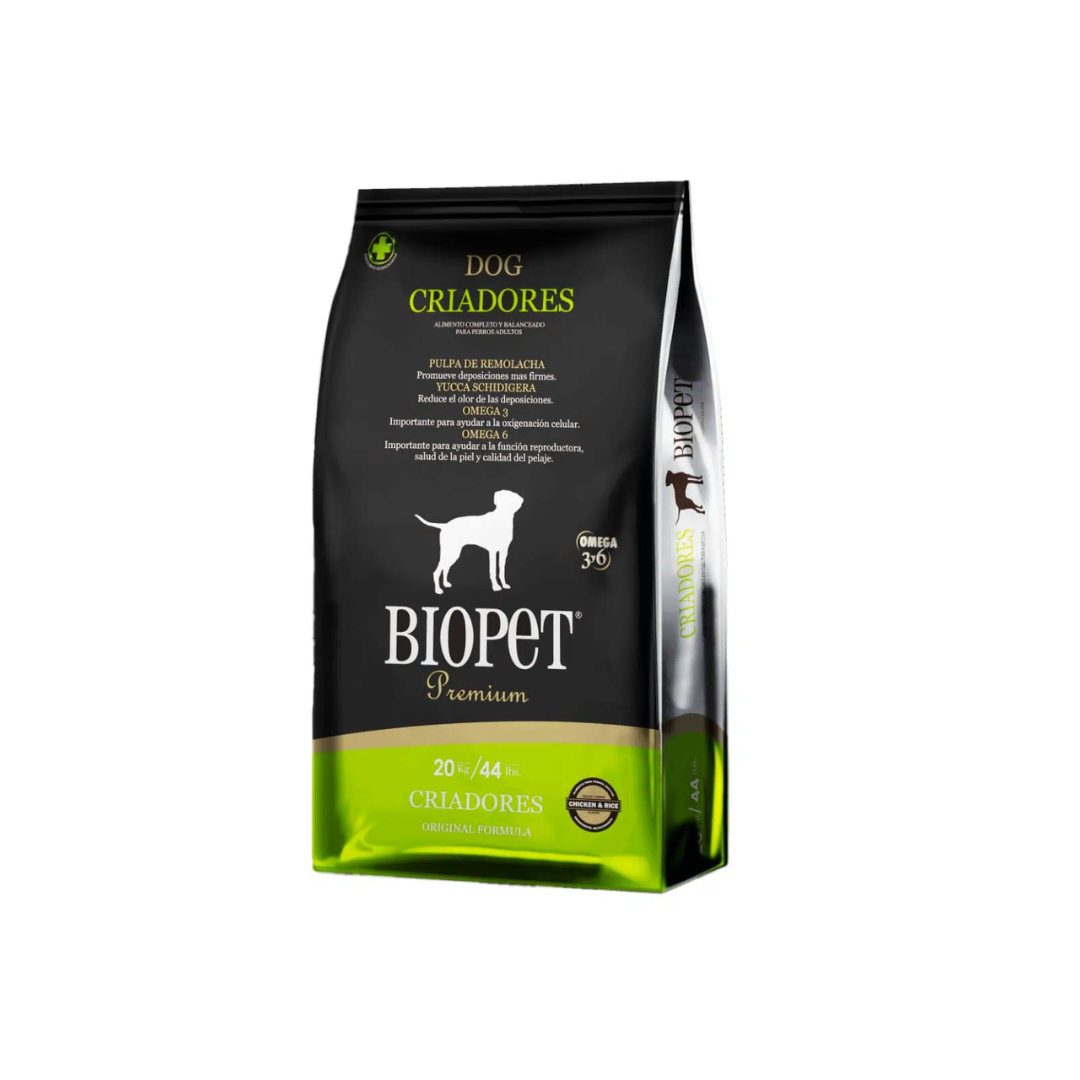 DOG
CRIADORES
ALIMENTO COMPLETO Y BALANCEADO
PARA PERROS ADULTOS
PULPA DE REMOLACHA
Promueve deposiciones mas firmes.
YUCCA SCHIDIGERA
Reduce el olor de las deposiciones.
OMEGA 3
Importante para ayudar a la oxigenación celular.
OMEGA 6
Importante para ayudar a la función reproductora,
salud de la piel y calidad del pelaje.
OMEGA
3y6
BIOPET®
Premium
20 Kg / 44 lbs
CRIADORES
ORIGINAL FORMULA
CHICKEN & RICE
BIOPET
CRIADORES
/ 44